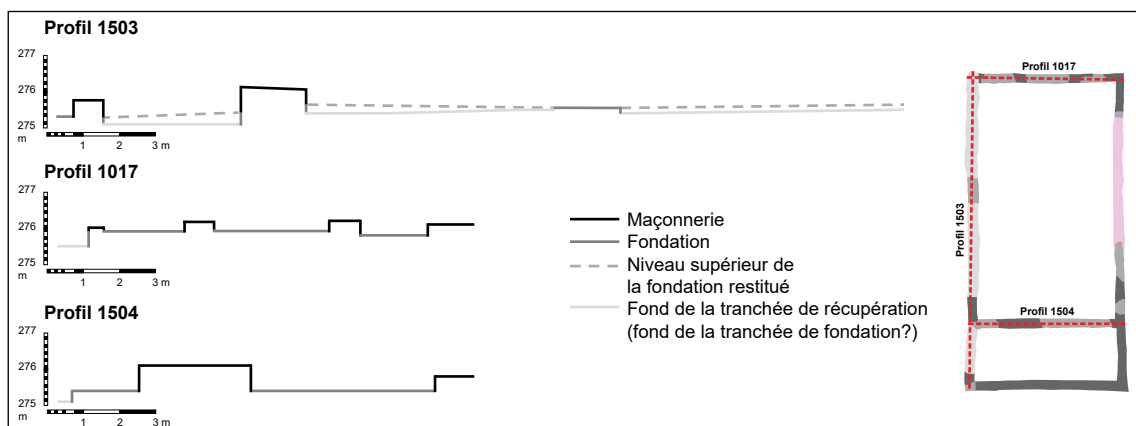 Profil 1503
277
276
275
m
1 2 3 m
Profil 1017
277
276
275
m
1 2 3 m
Profil 1504
277
276
275
m
1 2 3 m
Maçonnerie
Fondation
Niveau supérieur de
la fondation restitué
Fond de la tranchée de récupération
(fond de la tranchée de fondation?)
Profil 1017
Profil 1503
Profil 1504